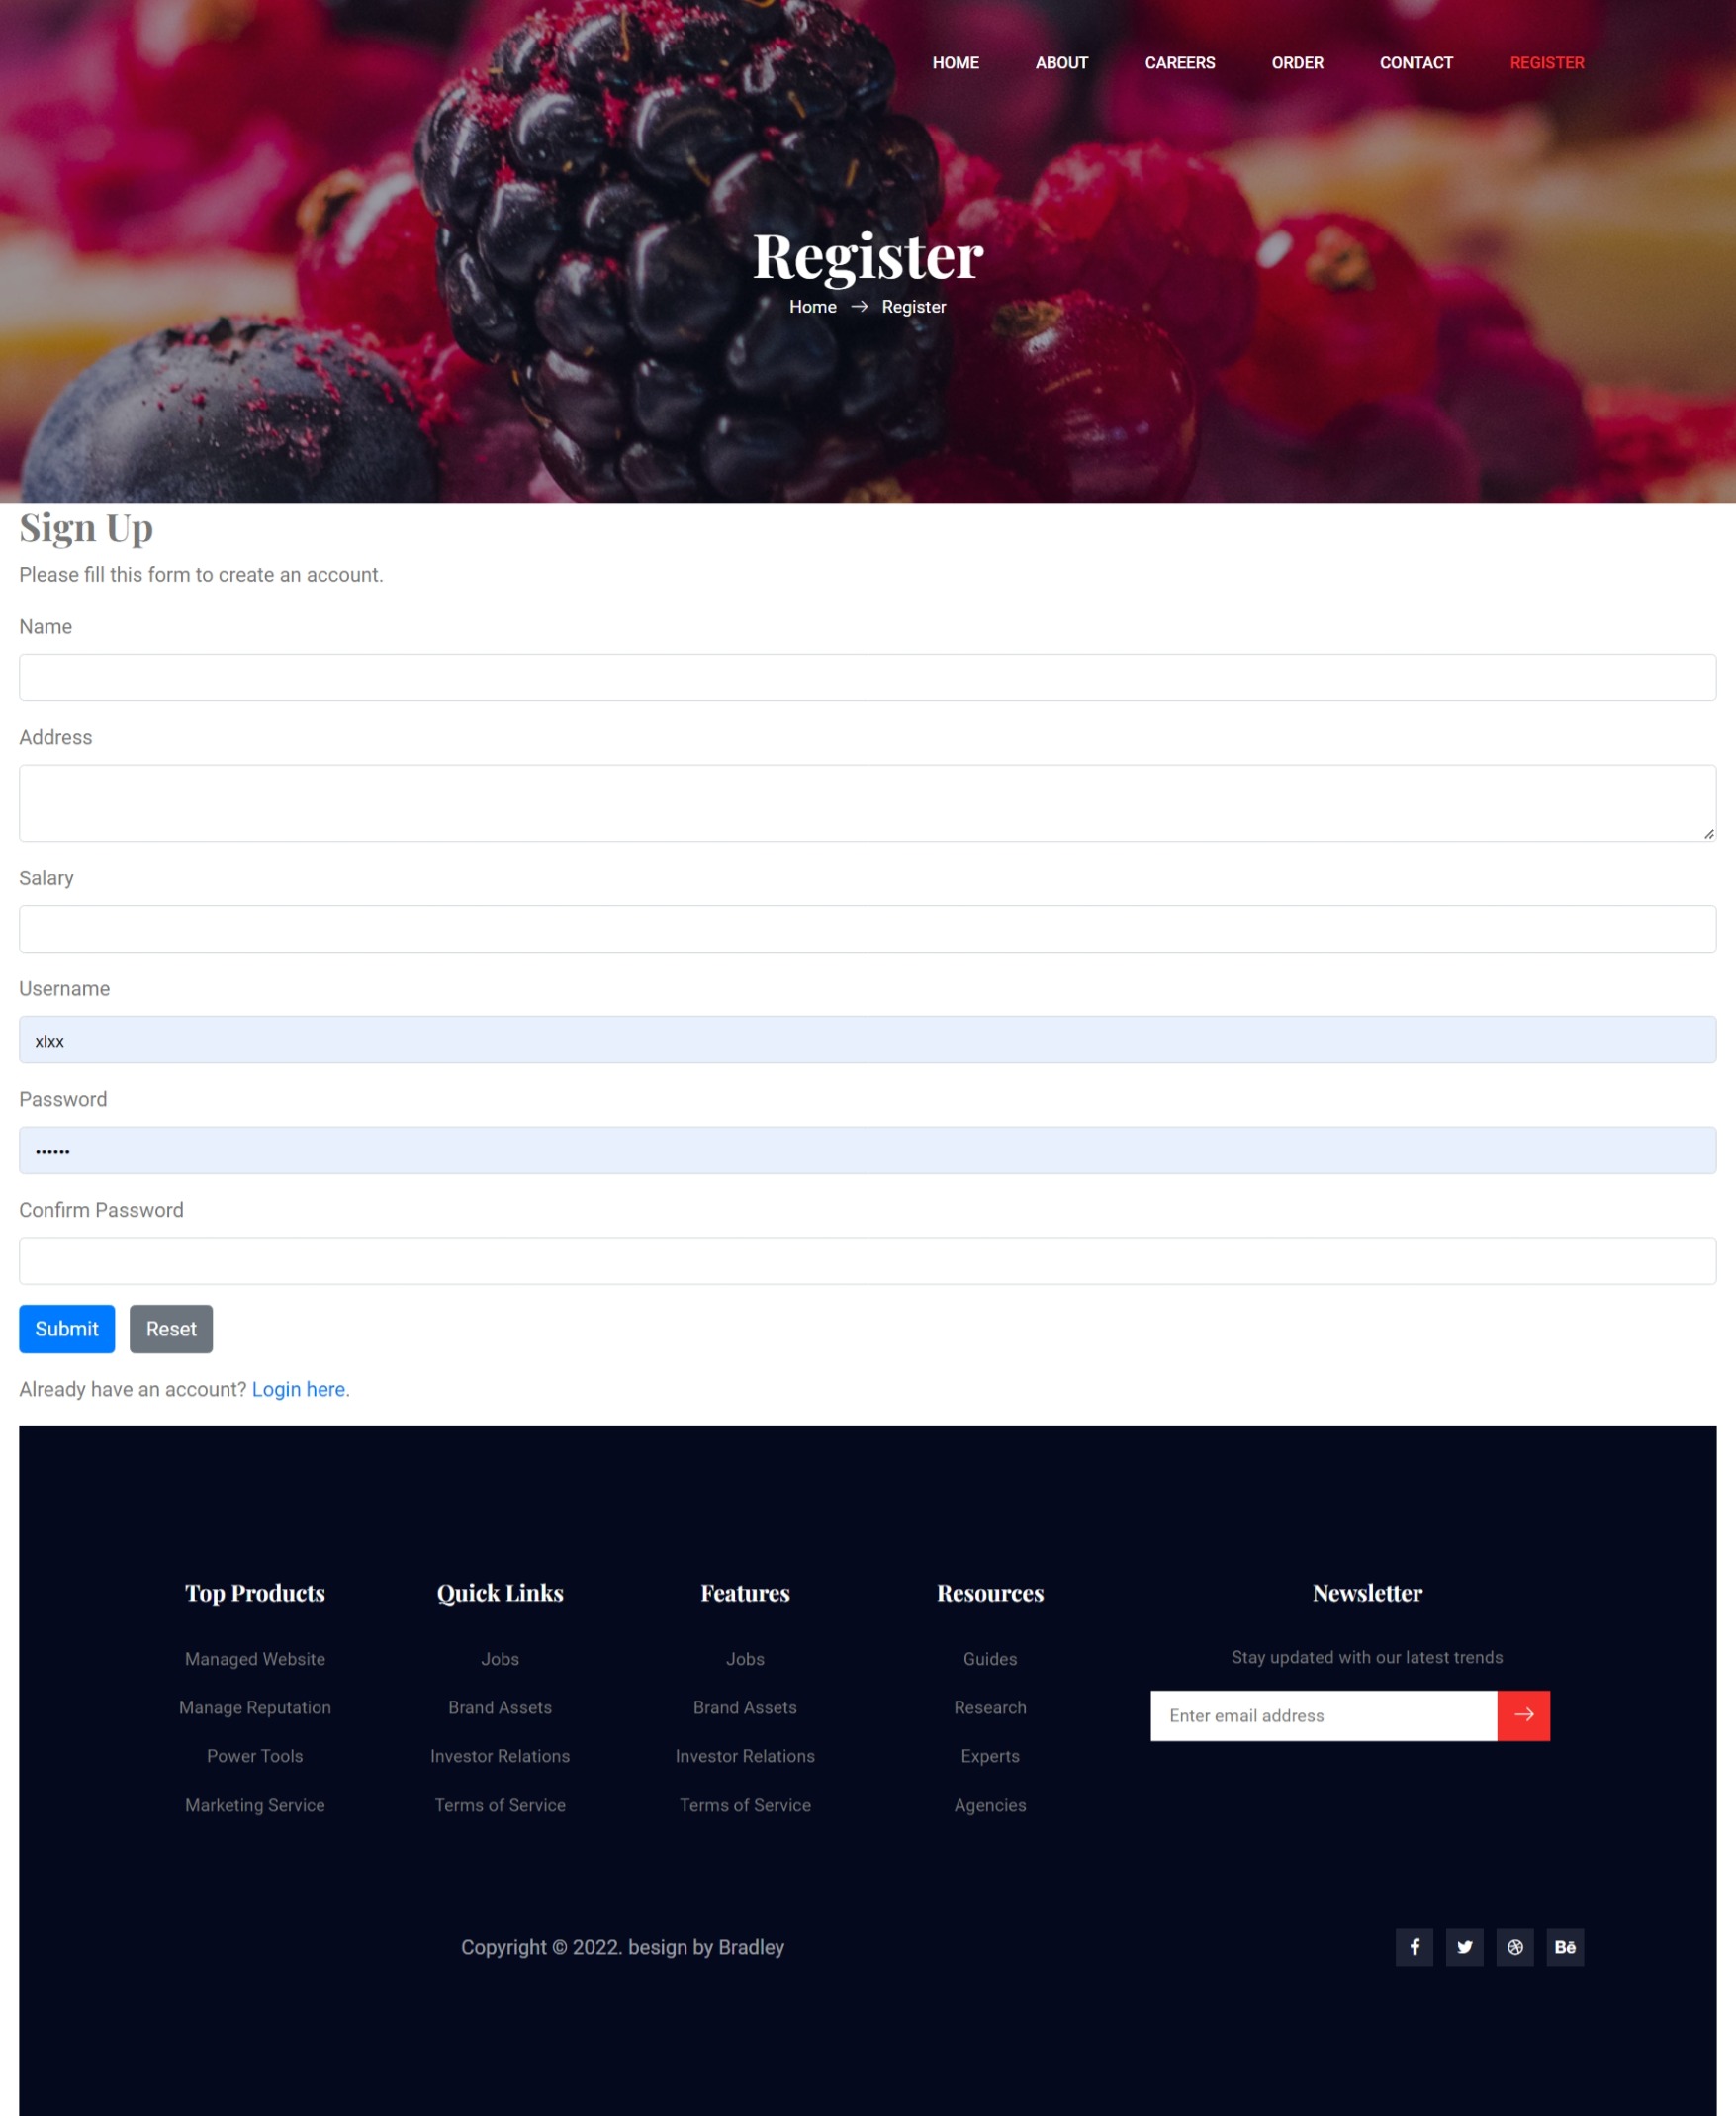 HOME ABOUT CAREERS ORDER CONTACT REGISTER
Register
Home → Register
Sign Up
Please fill this form to create an account.
Name
Address
Salary
Username
xlxx
Password
••••••
Confirm Password
Submit Reset
Already have an account? Login here.
Top Products Quick Links Features Resources Newsletter
Managed Website Jobs Jobs Guides Stay updated with our latest trends
Manage Reputation Brand Assets Brand Assets Research Enter email address →
Power Tools Investor Relations Investor Relations Experts
Marketing Service Terms of Service Terms of Service Agencies
Copyright © 2022. besign by Bradley Bē